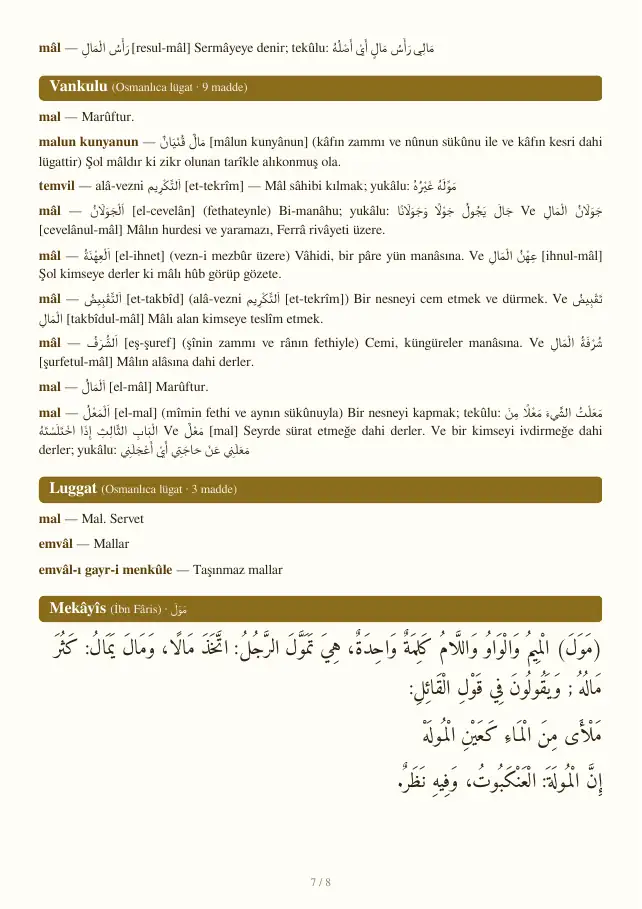 mâl — رَأْسُ الْمَالِ [resul-mâl] Sermâyeye denir; tekûlu: مَالِي رَأْسُ مَالٍ أَيْ أَصْلُهُ
Vankulu (Osmanlıca lügat · 9 madde)
mal — Marûftur.
malun kunyanun — مَالٌ قُنْيَانٌ [mâlun kunyânun] (kâfın zammı ve nûnun sükûnu ile ve kâfın kesri dahi
lügattir) Şol mâldır ki zikr olunan tarîkle alıkonmuş ola.
temvil — alâ-vezni اَلتَّكْرِيم [et-tekrîm] — Mâl sâhibi kılmak; yukâlu: مَوَّلَهُ غَيْرُهُ
mâl — اَلْجَوَلَانُ [el-cevelân] (fethateynle) Bi-manâhu; yukâlu: جَالَ يَجُولُ جَوْلًا وَجَوَلَانًا Ve جَوَلَانُ الْمَالِ
[cevelânul-mâl] Mâlın hurdesi ve yaramazı, Ferrâ rivâyeti üzere.
mâl — اَلْعِهْنَةُ [el-ihnet] (vezn-i mezbûr üzere) Vâhidi, bir pâre yün manâsına. Ve عِهْنُ الْمَالِ [ihnul-mâl]
Şol kimseye derler ki mâlı hûb görüp gözete.
mâl — اَلتَّقْبِيضُ [et-takbîd] (alâ-vezni اَلتَّكْرِيم [et-tekrîm]) Bir nesneyi cem etmek ve dürmek. Ve تَقْبِيضُ
الْمَالِ [takbîdul-mâl] Mâlı alan kimseye teslîm etmek.
mâl — اَلشُّرَفُ [eş-şuref] (şînin zammı ve rânın fethiyle) Cemi, küngüreler manâsına. Ve شُرْفَةُ الْمَالِ
[şurfetul-mâl] Mâlın alâsına dahi derler.
mal — اَلْمَالُ [el-mâl] Marûftur.
mal — اَلْمَعْلُ [el-mal] (mîmin fethi ve aynın sükûnuyla) Bir nesneyi kapmak; tekûlu: مَعَلْتُ الشَّيْءَ مَعْلًا مِنَ
الْبَابِ الثَّالِثِ إِذَا اخْتَلَسْتَهُ Ve مَعْلٌ [mal] Seyrde sürat etmeğe dahi derler. Ve bir kimseyi ivdirmeğe dahi
derler; yukâlu: مَعَلَنِي عَنْ حَاجَتِي أَيْ أَعْجَلَنِي
Luggat (Osmanlıca lügat · 3 madde)
mal — Mal. Servet
emvâl — Mallar
emvâl-ı gayr-i menkûle — Taşınmaz mallar
Mekâyîs (İbn Fâris) · مَوَلَ
(مَوَلَ) الْمِيمُ وَالْوَاوُ وَاللَّامُ كَلِمَةٌ وَاحِدَةٌ، هِيَ تَمَوَّلَ الرَّجُلُ: اتَّخَذَ مَالًا، وَمَالَ يَمَالُ: كَثُرَ
مَالُهُ ; وَيَقُولُونَ فِي قَوْلِ الْقَائِلِ:
مَلْأَى مِنَ الْمَاءِ كَعَيْنِ الْمُولَهْ
إِنَّ الْمُولَةَ: الْعَنْكَبُوتُ، وَفِيهِ نَظَرٌ.
7 / 8